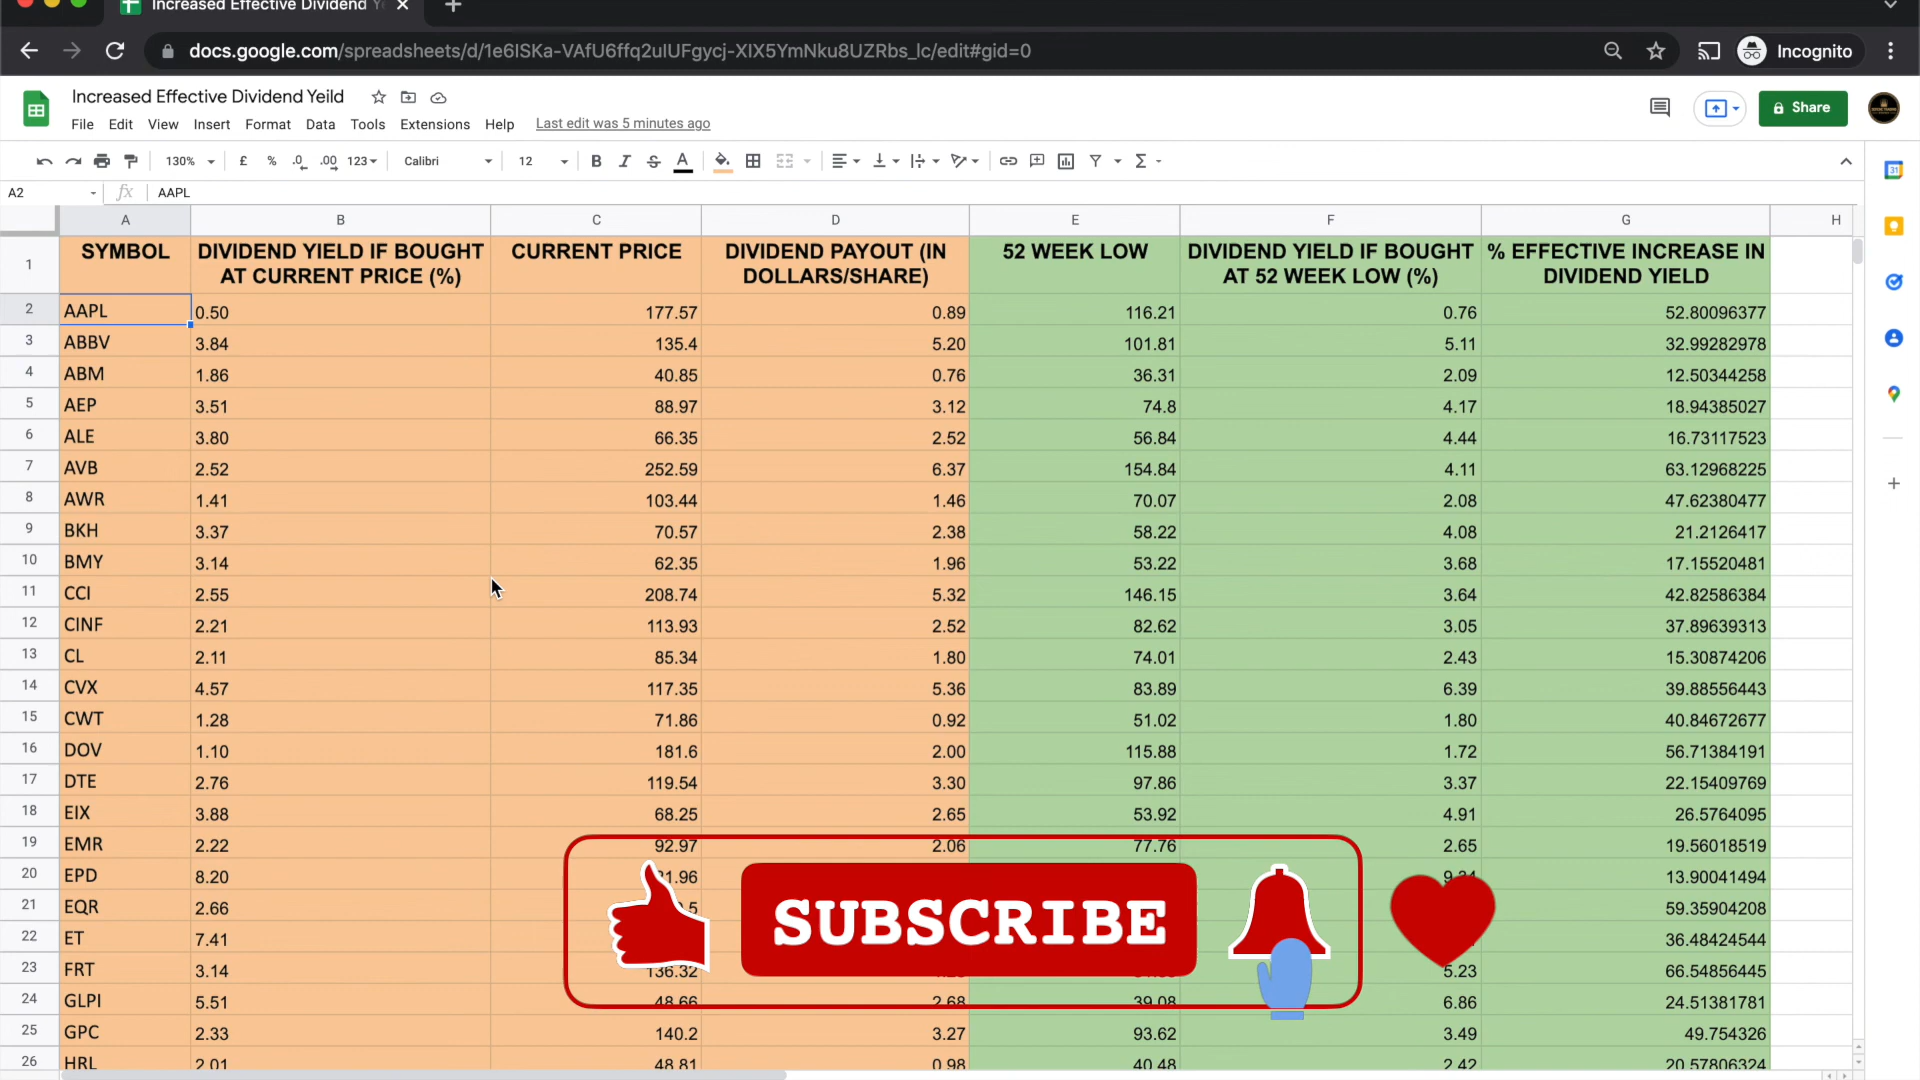 Increased Effective Dividend Y
docs.google.com/spreadsheets/d/1e6ISKa-VAfU6ffq2uIUFgycj-XIX5YmNku8UZRbs_lc/edit#gid=0
Incognito
Increased Effective Dividend Yeild
File Edit View Insert Format Data Tools Extensions Help Last edit was 5 minutes ago
Share
130% £ % .0 .00 123 Calibri 12 B I S A Σ
31
A2 fx AAPL
A B C D E F G H
1 SYMBOL DIVIDEND YIELD IF BOUGHT AT CURRENT PRICE (%) CURRENT PRICE DIVIDEND PAYOUT (IN DOLLARS/SHARE) 52 WEEK LOW DIVIDEND YIELD IF BOUGHT AT 52 WEEK LOW (%) % EFFECTIVE INCREASE IN DIVIDEND YIELD
2 AAPL 0.50 177.57 0.89 116.21 0.76 52.80096377
3 ABBV 3.84 135.4 5.20 101.81 5.11 32.99282978
4 ABM 1.86 40.85 0.76 36.31 2.09 12.50344258
5 AEP 3.51 88.97 3.12 74.8 4.17 18.94385027
6 ALE 3.80 66.35 2.52 56.84 4.44 16.73117523
7 AVB 2.52 252.59 6.37 154.84 4.11 63.12968225
8 AWR 1.41 103.44 1.46 70.07 2.08 47.62380477
9 BKH 3.37 70.57 2.38 58.22 4.08 21.2126417
10 BMY 3.14 62.35 1.96 53.22 3.68 17.15520481
11 CCI 2.55 208.74 5.32 146.15 3.64 42.82586384
12 CINF 2.21 113.93 2.52 82.62 3.05 37.89639313
13 CL 2.11 85.34 1.80 74.01 2.43 15.30874206
14 CVX 4.57 117.35 5.36 83.89 6.39 39.88556443
15 CWT 1.28 71.86 0.92 51.02 1.80 40.84672677
16 DOV 1.10 181.6 2.00 115.88 1.72 56.71384191
17 DTE 2.76 119.54 3.30 97.86 3.37 22.15409769
18 EIX 3.88 68.25 2.65 53.92 4.91 26.5764095
19 EMR 2.22 92.97 2.06 77.76 2.65 19.56018519
20 EPD 8.20 13.90041494
21 EQR 2.66 59.35904208
22 ET 7.41 36.48424544
23 FRT 3.14 136.32 5.23 66.54856445
24 GLPI 5.51 48.66 2.68 39.08 6.86 24.51381781
25 GPC 2.33 140.2 3.27 93.62 3.49 49.754326
26 HRL 2.01 48.81 0.98 40.48 2.42 20.57806324
SUBSCRIBE